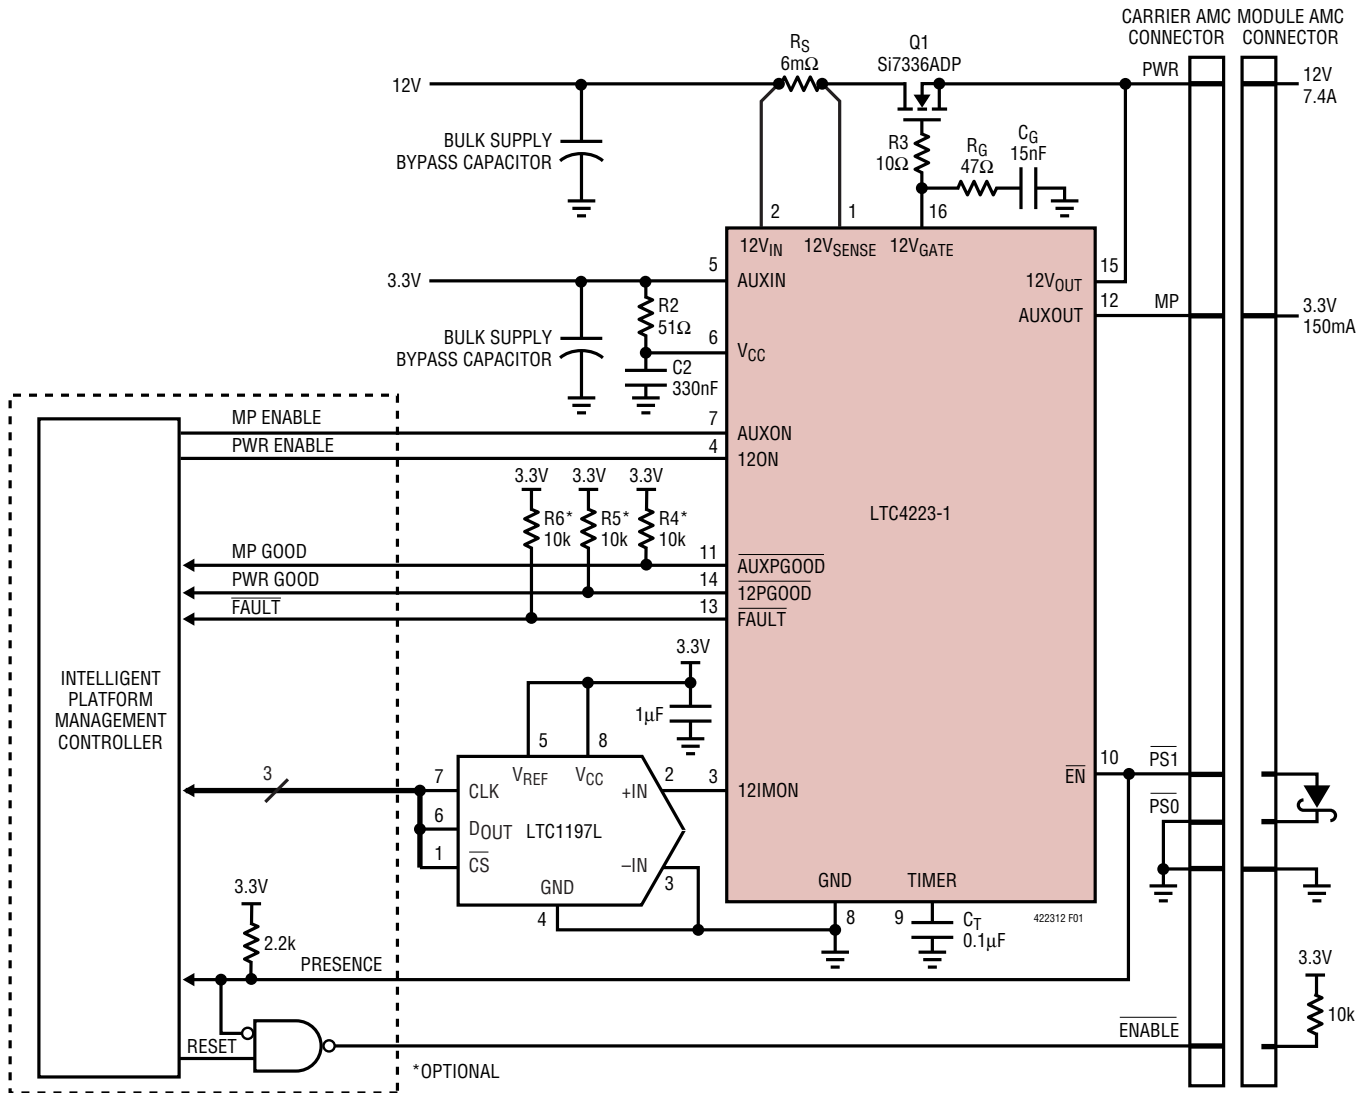 CARRIER AMC
CONNECTOR
MODULE AMC
CONNECTOR
RS
6mΩ
Q1
Si7336ADP
PWR
12V
12V
7.4A
BULK SUPPLY
BYPASS CAPACITOR
R3
10Ω
RG
47Ω
CG
15nF
2
1
16
12VIN
12VSENSE
12VGATE
3.3V
5
AUXIN
15
12VOUT
R2
51Ω
12
MP
AUXOUT
3.3V
150mA
BULK SUPPLY
BYPASS CAPACITOR
6
VCC
C2
330nF
MP ENABLE
7
AUXON
PWR ENABLE
4
12ON
3.3V
3.3V
3.3V
R6*
10k
R5*
10k
R4*
10k
LTC4223-1
MP GOOD
11
AUXPGOOD
PWR GOOD
14
12PGOOD
FAULT
13
FAULT
INTELLIGENT
PLATFORM
MANAGEMENT
CONTROLLER
3.3V
1µF
5
8
VREF
VCC
3
7
CLK
+IN
2
3
12IMON
6
DOUT
LTC1197L
1
CS
–IN
3
GND
4
10
EN
PS1
PS0
GND
TIMER
8
9
CT
0.1µF
422312 F01
3.3V
2.2k
PRESENCE
3.3V
10k
RESET
ENABLE
*OPTIONAL